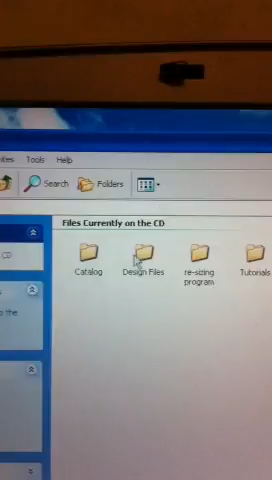 ites Tools Help
Search Folders
Files Currently on the CD
CD
Catalog Design Files re-sizing program Tutorials
s
o the